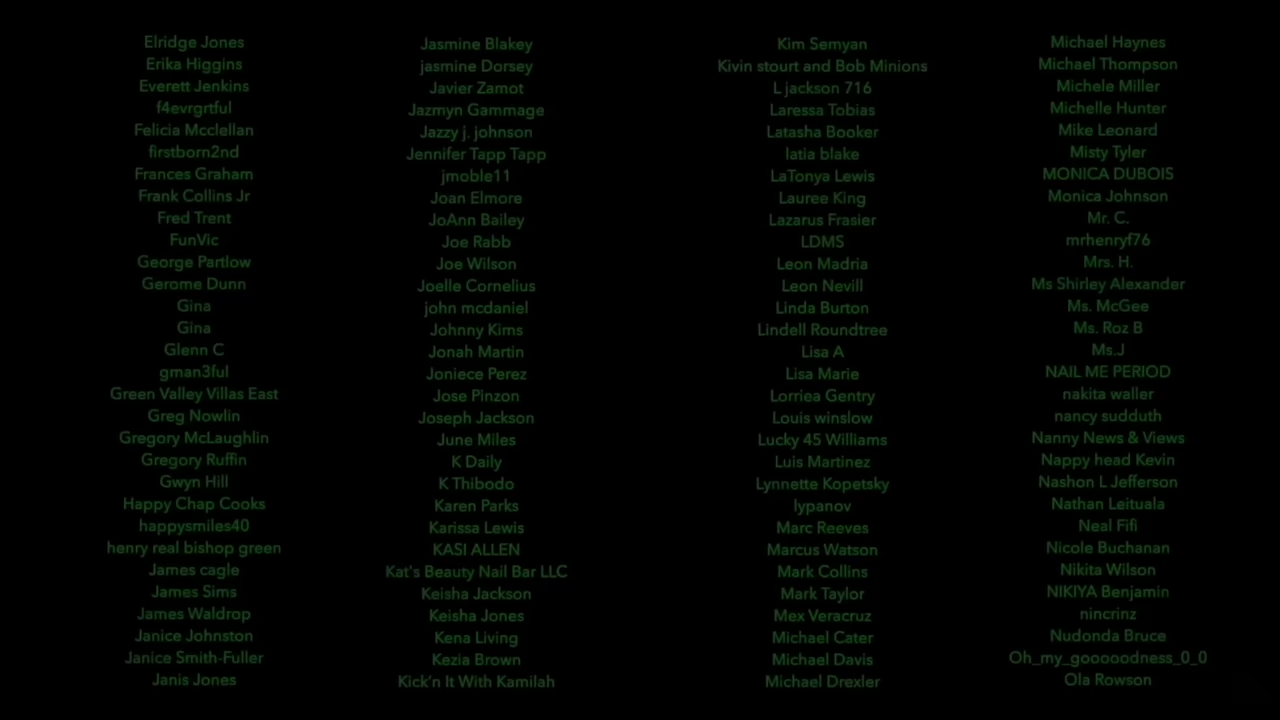 Elridge Jones
Erika Higgins
Everett Jenkins
f4evrgrtful
Felicia Mcclellan
firstborn2nd
Frances Graham
Frank Collins Jr
Fred Trent
FunVic
George Partlow
Gerome Dunn
Gina
Gina
Glenn C
gman3ful
Green Valley Villas East
Greg Nowlin
Gregory McLaughlin
Gregory Ruffin
Gwyn Hill
Happy Chap Cooks
happysmiles40
henry real bishop green
James cagle
James Sims
James Waldrop
Janice Johnston
Janice Smith-Fuller
Janis Jones
Jasmine Blakey
jasmine Dorsey
Javier Zamot
Jazmyn Gammage
Jazzy j. johnson
Jennifer Tapp Tapp
jmoble11
Joan Elmore
JoAnn Bailey
Joe Rabb
Joe Wilson
Joelle Cornelius
john mcdaniel
Johnny Kims
Jonah Martin
Joniece Perez
Jose Pinzon
Joseph Jackson
June Miles
K Daily
K Thibodo
Karen Parks
Karissa Lewis
KASI ALLEN
Kat's Beauty Nail Bar LLC
Keisha Jackson
Keisha Jones
Kena Living
Kezia Brown
Kick'n It With Kamilah
Kim Semyan
Kivin stourt and Bob Minions
L jackson 716
Laressa Tobias
Latasha Booker
latia blake
LaTonya Lewis
Lauree King
Lazarus Frasier
LDMS
Leon Madria
Leon Nevill
Linda Burton
Lindell Roundtree
Lisa A
Lisa Marie
Lorriea Gentry
Louis winslow
Lucky 45 Williams
Luis Martinez
Lynnette Kopetsky
lypanov
Marc Reeves
Marcus Watson
Mark Collins
Mark Taylor
Mex Veracruz
Michael Cater
Michael Davis
Michael Drexler
Michael Haynes
Michael Thompson
Michele Miller
Michelle Hunter
Mike Leonard
Misty Tyler
MONICA DUBOIS
Monica Johnson
Mr. C.
mrhenryf76
Mrs. H.
Ms Shirley Alexander
Ms. McGee
Ms. Roz B
Ms.J
NAIL ME PERIOD
nakita waller
nancy sudduth
Nanny News & Views
Nappy head Kevin
Nashon L Jefferson
Nathan Leituala
Neal Fifi
Nicole Buchanan
Nikita Wilson
NIKIYA Benjamin
nincrinz
Nudonda Bruce
Oh_my_gooooodness_0_0
Ola Rowson